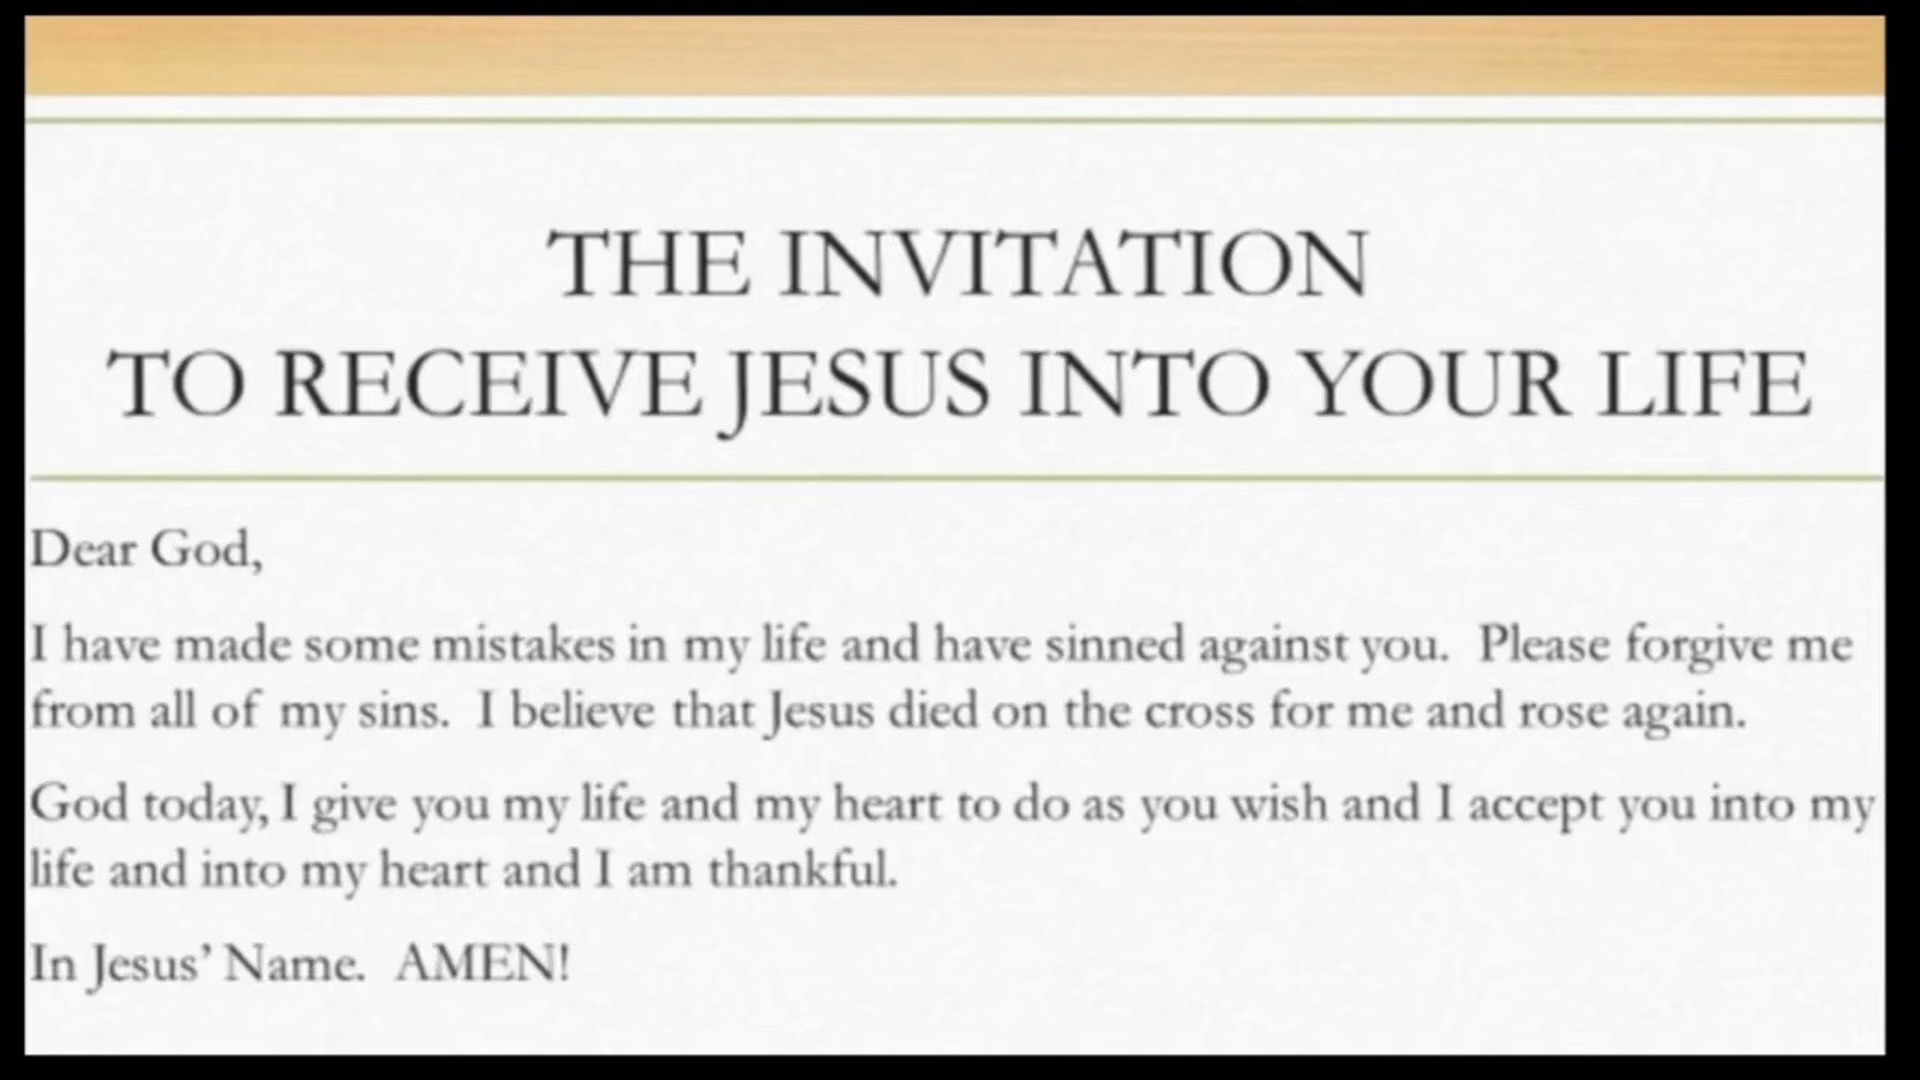 THE INVITATION
TO RECEIVE JESUS INTO YOUR LIFE
Dear God,
I have made some mistakes in my life and have sinned against you.  Please forgive me
from all of my sins.  I believe that Jesus died on the cross for me and rose again.
God today, I give you my life and my heart to do as you wish and I accept you into my
life and into my heart and I am thankful.
In Jesus’ Name.  AMEN!